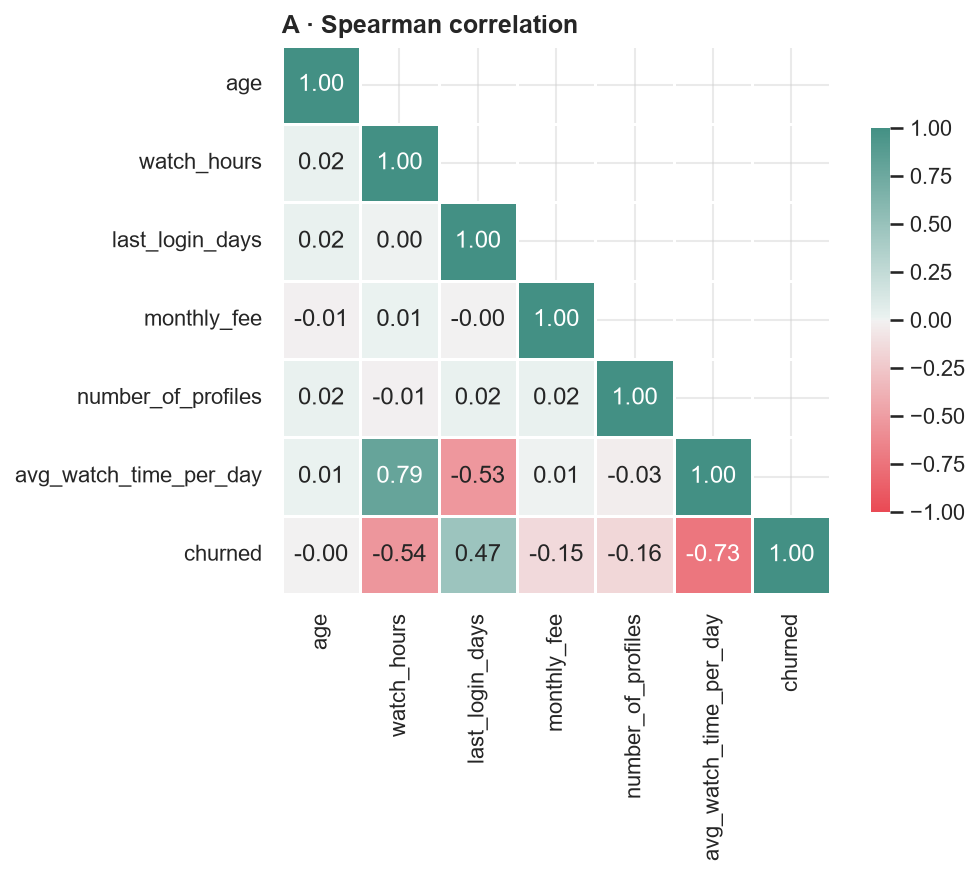 A · Spearman correlation
age 1.00
watch_hours 0.02 1.00
last_login_days 0.02 0.00 1.00
monthly_fee -0.01 0.01 -0.00 1.00
number_of_profiles 0.02 -0.01 0.02 0.02 1.00
avg_watch_time_per_day 0.01 0.79 -0.53 0.01 -0.03 1.00
churned -0.00 -0.54 0.47 -0.15 -0.16 -0.73 1.00
age
watch_hours
last_login_days
monthly_fee
number_of_profiles
avg_watch_time_per_day
churned
1.00
0.75
0.50
0.25
0.00
−0.25
−0.50
−0.75
−1.00